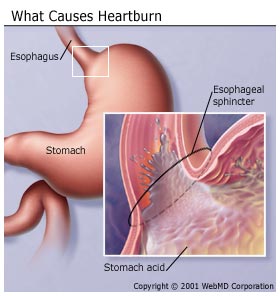 What Causes Heartburn
Esophagus
Esophageal
sphincter
Stomach
Stomach acid
Copyright © 2001 WebMD Corporation